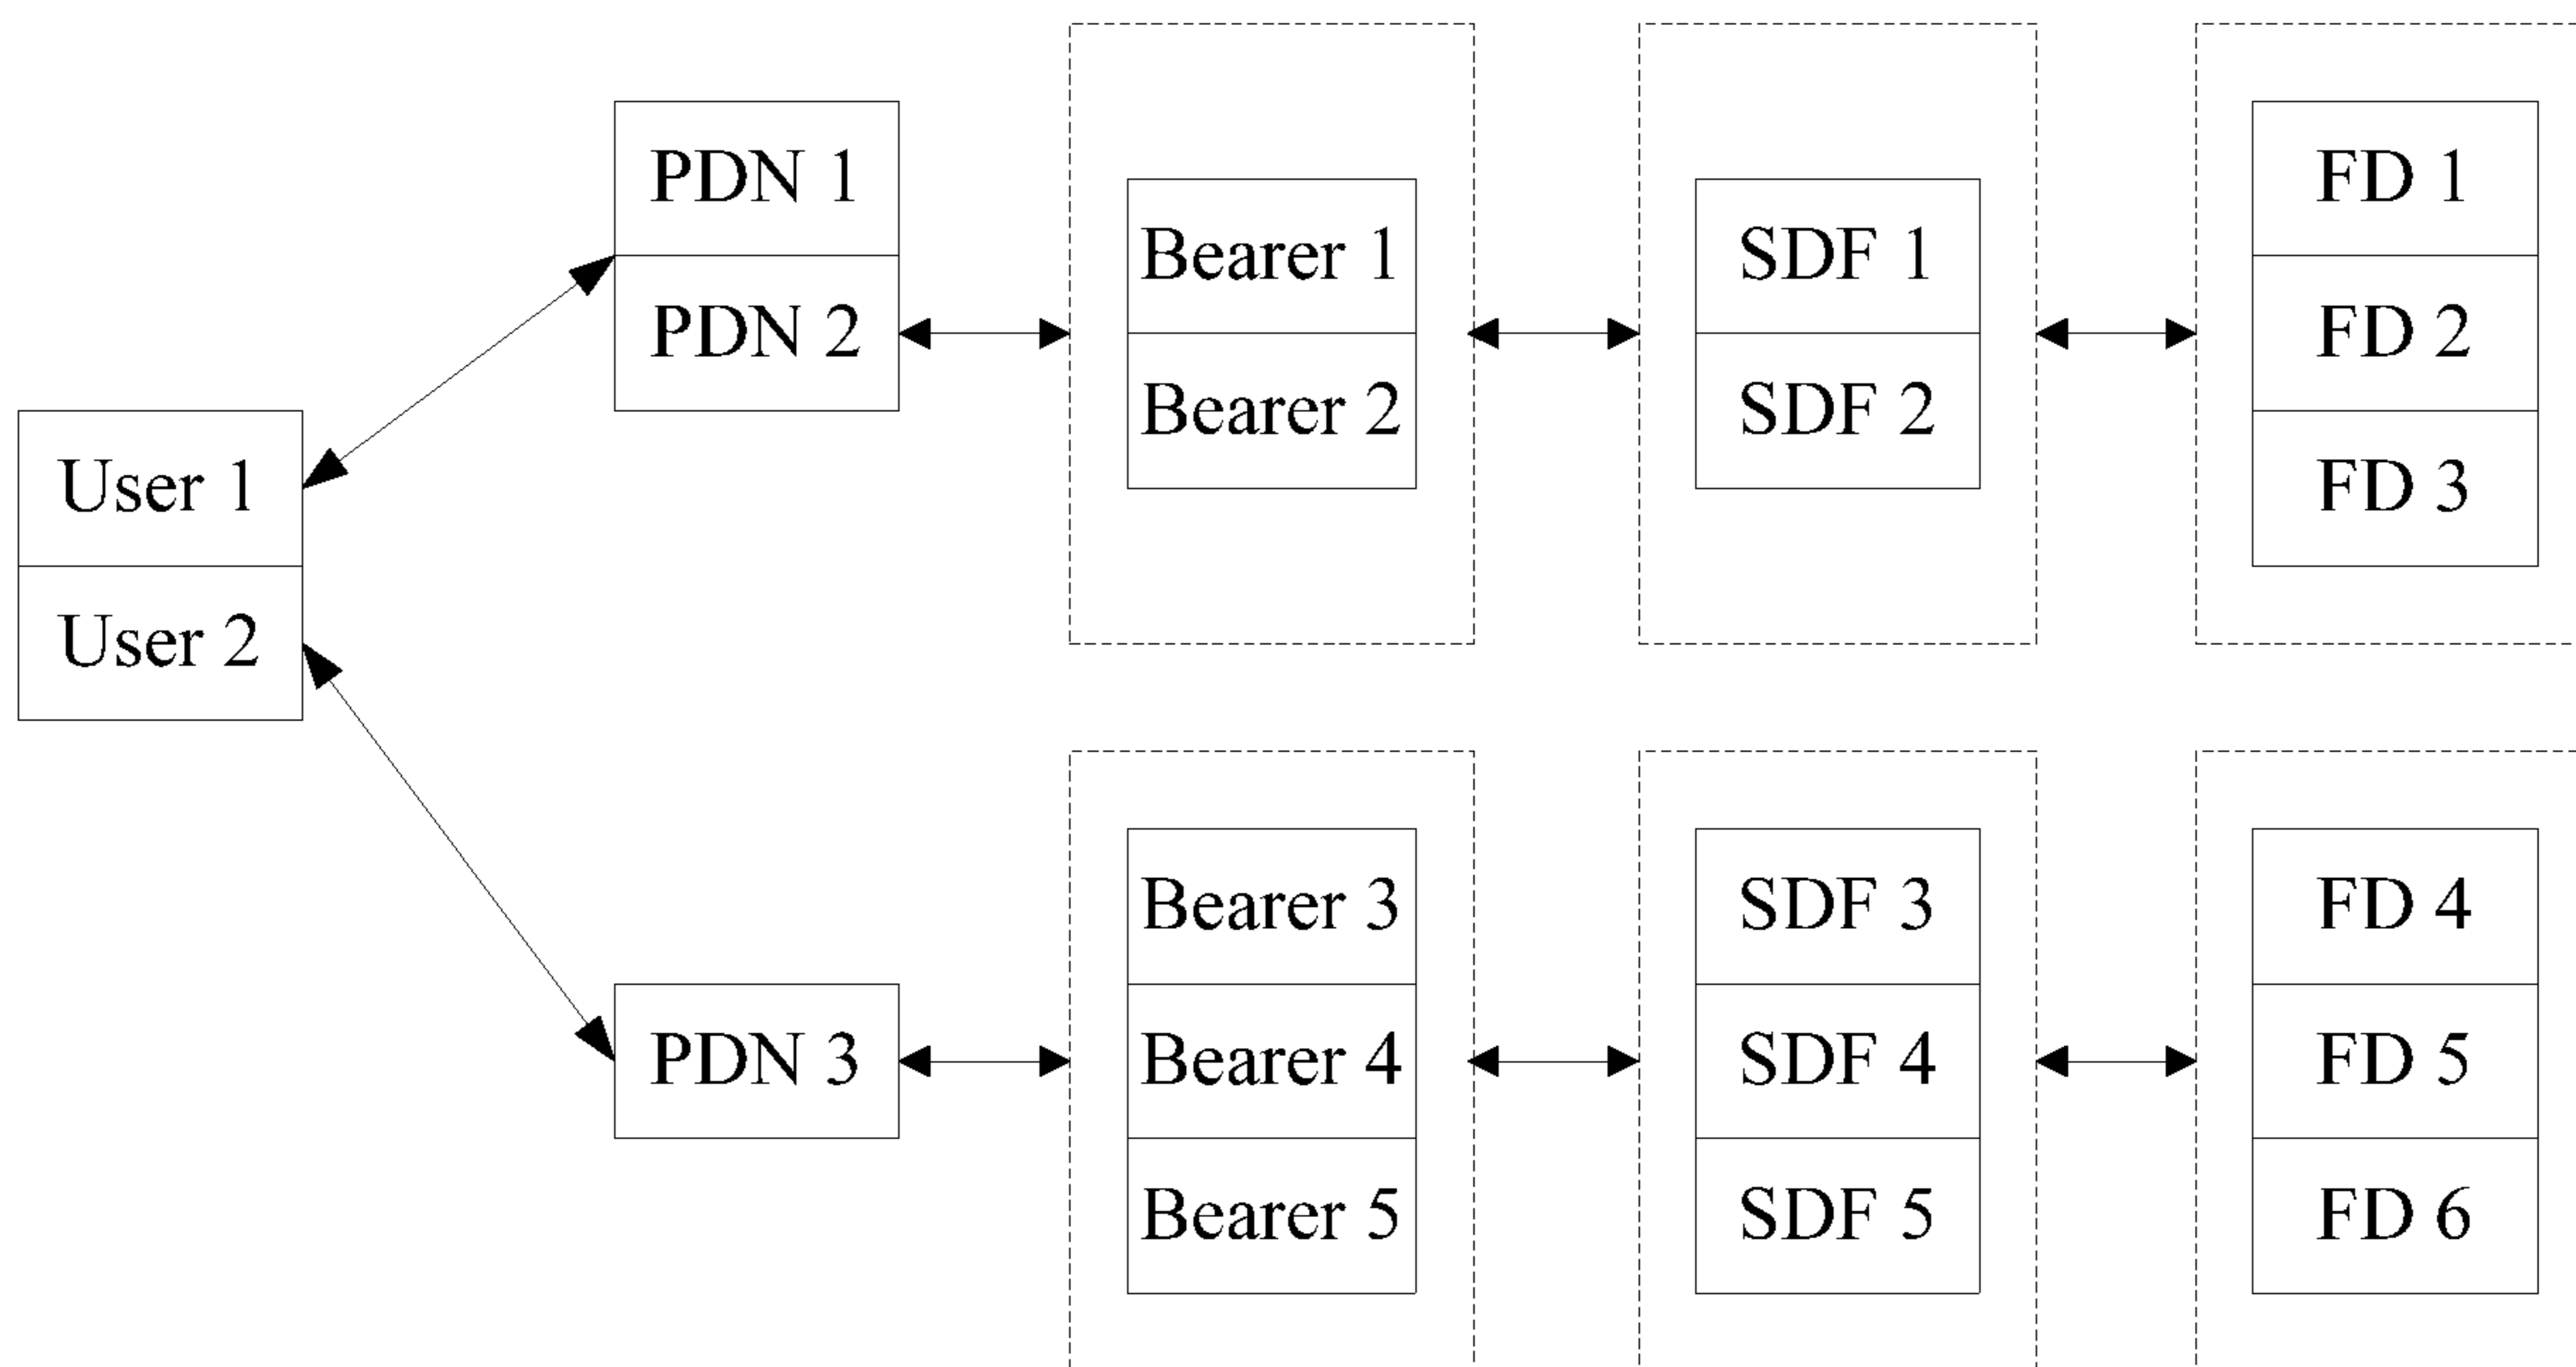 User 1
User 2
PDN 1
PDN 2
Bearer 1
Bearer 2
SDF 1
SDF 2
FD 1
FD 2
FD 3
PDN 3
Bearer 3
Bearer 4
Bearer 5
SDF 3
SDF 4
SDF 5
FD 4
FD 5
FD 6